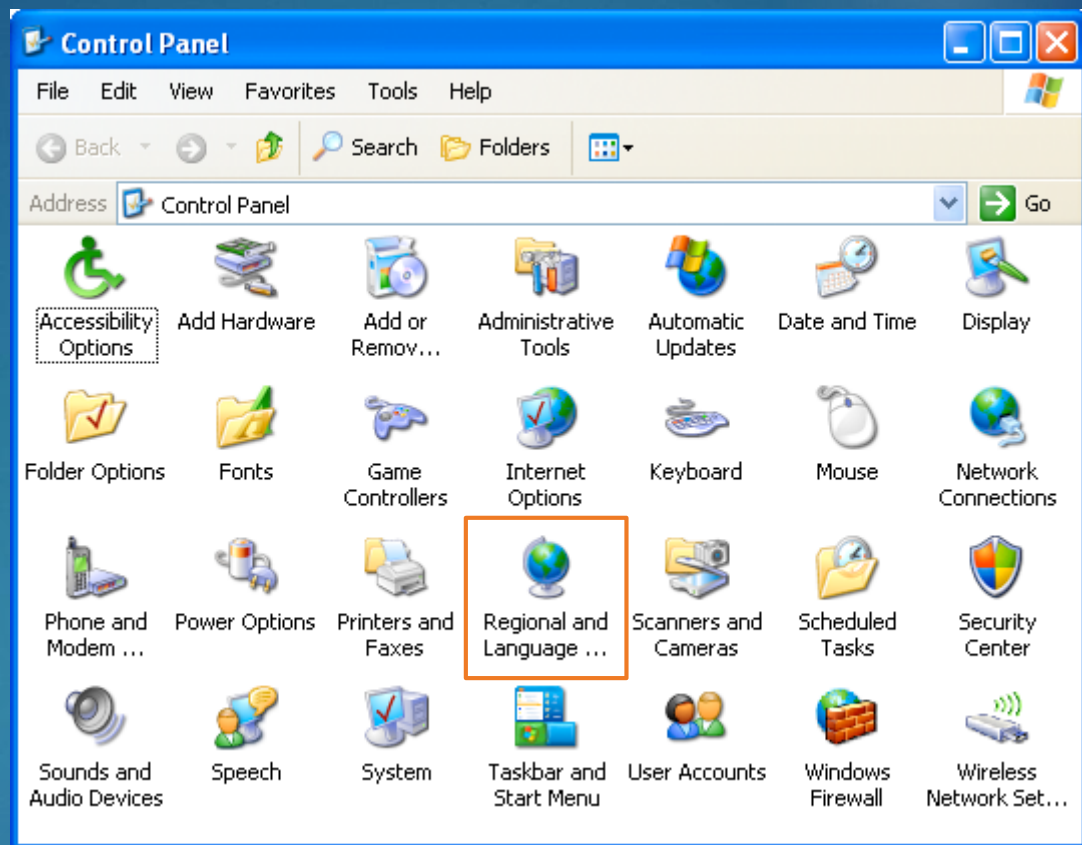 Control Panel
File Edit View Favorites Tools Help
Back Search Folders
Address Control Panel Go
Accessibility Options
Add Hardware
Add or Remov...
Administrative Tools
Automatic Updates
Date and Time
Display
Folder Options
Fonts
Game Controllers
Internet Options
Keyboard
Mouse
Network Connections
Phone and Modem ...
Power Options
Printers and Faxes
Regional and Language ...
Scanners and Cameras
Scheduled Tasks
Security Center
Sounds and Audio Devices
Speech
System
Taskbar and Start Menu
User Accounts
Windows Firewall
Wireless Network Set...